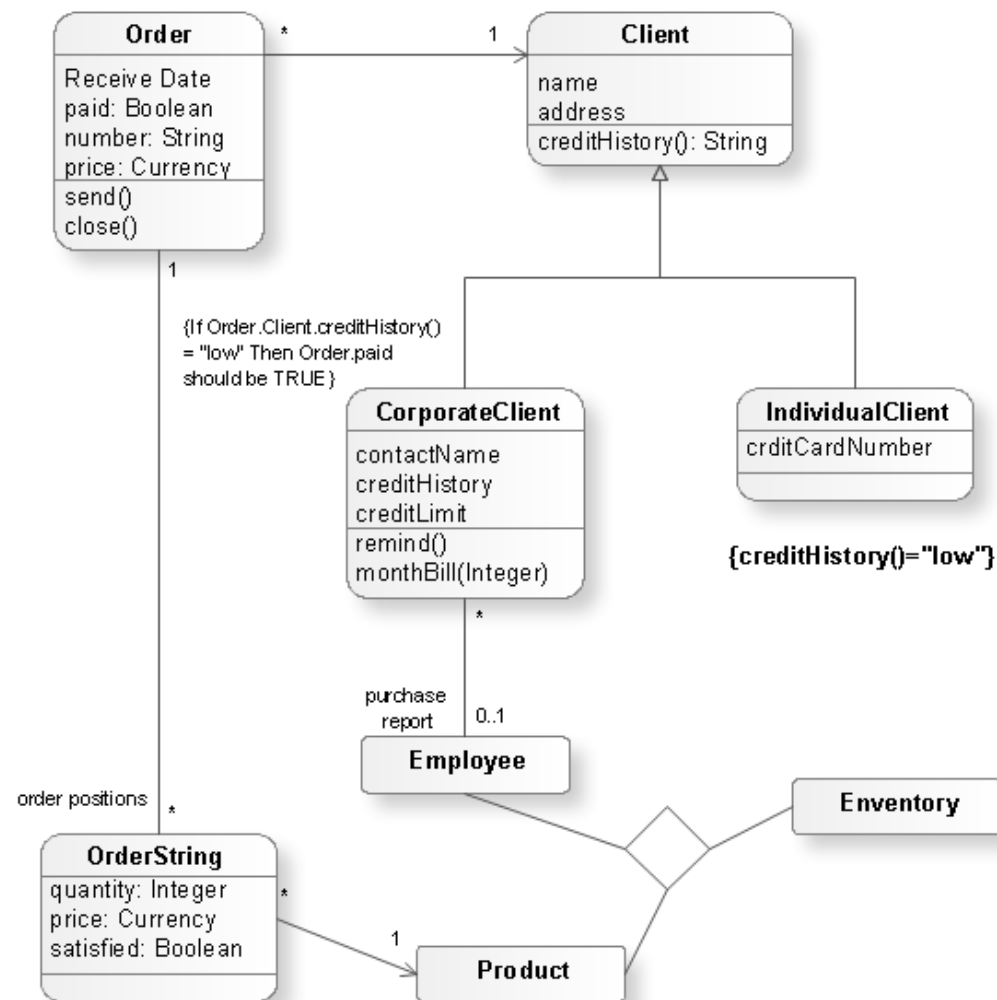 Order
*
1
Client
Receive Date
paid: Boolean
number: String
price: Currency
send()
close()
name
address
creditHistory(): String
1
{If Order.Client.creditHistory()
= "low" Then Order.paid
should be TRUE}
CorporateClient
contactName
creditHistory
creditLimit
remind()
monthBill(Integer)
IndividualClient
crditCardNumber
{creditHistory()="low"}
*
purchase
report
0..1
Employee
Enventory
order positions
*
OrderString
quantity: Integer
price: Currency
satisfied: Boolean
*
1
Product